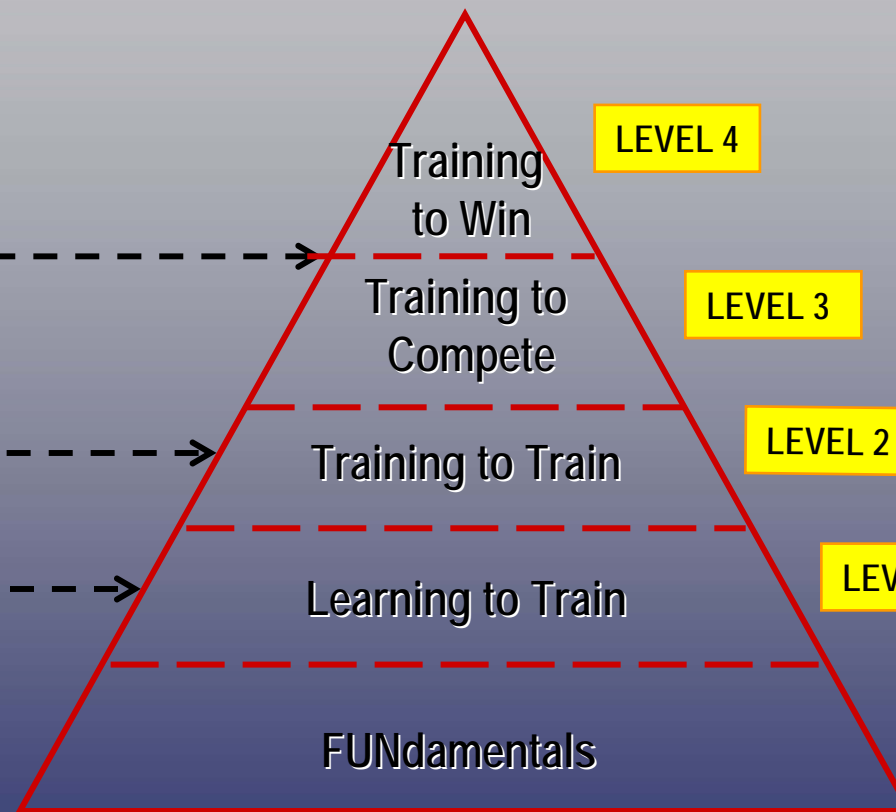 LEVEL 4
Training
to Win
Training to
Compete
LEVEL 3
Training to Train
LEVEL 2
Learning to Train
LEV
FUNdamentals